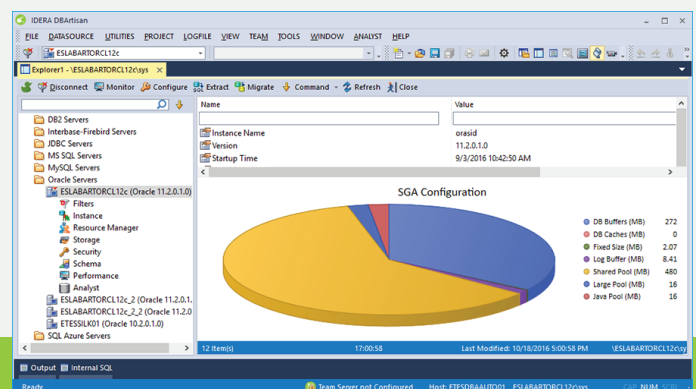 IDERA DBArtisan
FILE DATASOURCE UTILITIES PROJECT LOGFILE VIEW TEAM TOOLS WINDOW ANALYST HELP
ESLABARTORCL12c
Explorer1 - \ESLABARTORCL12c\sys
Disconnect Monitor Configure Extract Migrate Command Refresh Close
Name Value
DB2 Servers
Interbase-Firebird Servers
JDBC Servers
MS SQL Servers
MySQL Servers
Oracle Servers
ESLABARTORCL12c (Oracle 11.2.0.1.0)
Filters
Instance
Resource Manager
Storage
Security
Schema
Performance
Analyst
ESLABARTORCL12c_2 (Oracle 11.2.0.1.
ESLABARTORCL12c_2_2 (Oracle 11.2.0
ETESSILK01 (Oracle 10.2.0.1.0)
SQL Azure Servers
Instance Name orasid
Version 11.2.0.1.0
Startup Time 9/3/2016 10:42:50 AM
SGA Configuration
DB Buffers (MB) 272
DB Caches (MB) 0
Fixed Size (MB) 2.07
Log Buffer (MB) 8.41
Shared Pool (MB) 480
Large Pool (MB) 16
Java Pool (MB) 16
12 Item(s) 17:00:58 Last Modified: 10/18/2016 5:00:58 PM \ESLABARTORCL12c\sy
Output Internal SQL
Ready Team Server not Configured Host: ETESDBAAUTO01 ESLABARTORCL12c\sys CAP NUM SCRL